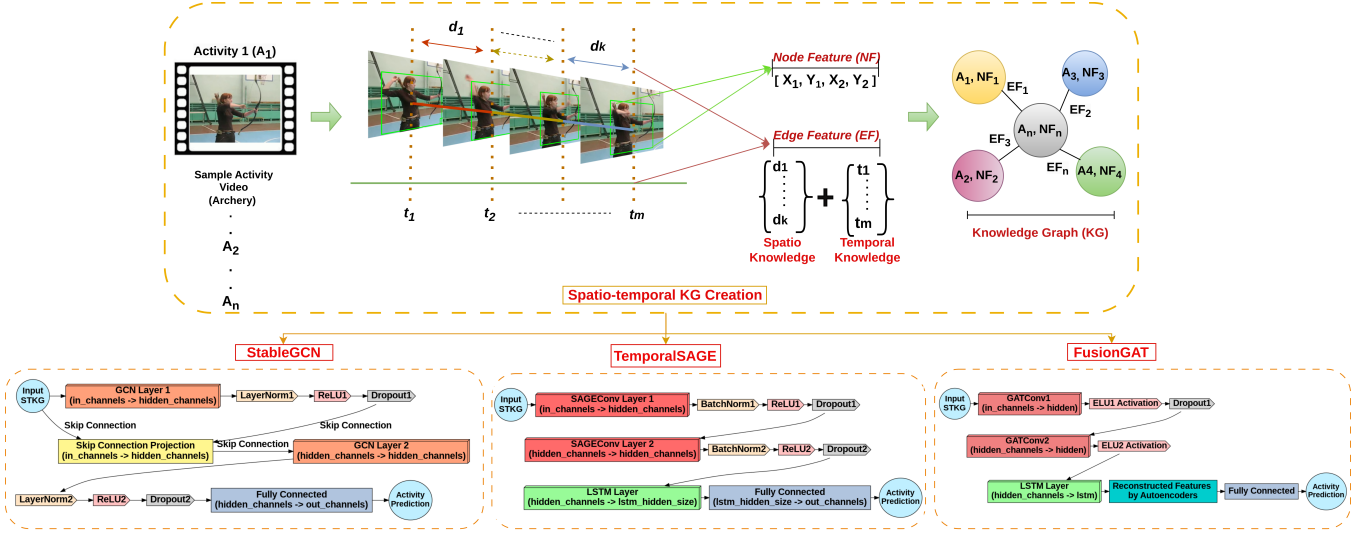 Activity 1 (A1)
Sample Activity
Video
(Archery)
.
.
A2
.
.
An
d1
dk
t1
t2
tm
Node Feature (NF)
[ X1, Y1, X2, Y2 ]
Edge Feature (EF)
d1
dk
+
t1
tm
Spatio
Knowledge
Temporal
Knowledge
A1, NF1
A3, NF3
EF1
EF2
An, NFn
EF3
EFn
A2, NF2
A4, NF4
Knowledge Graph (KG)
Spatio-temporal KG Creation
StableGCN
Input
STKG
GCN Layer 1
(in_channels -> hidden_channels)
LayerNorm1
ReLU1
Dropout1
Skip Connection
Skip Connection
Skip Connection Projection
(in_channels -> hidden_channels)
Skip Connection
GCN Layer 2
(hidden_channels -> hidden_channels)
LayerNorm2
ReLU2
Dropout2
Fully Connected
(hidden_channels -> out_channels)
Activity
Prediction
TemporalSAGE
Input
STKG
SAGEConv Layer 1
(in_channels -> hidden_channels)
BatchNorm1
ReLU1
Dropout1
SAGEConv Layer 2
(hidden_channels -> hidden_channels)
BatchNorm2
ReLU2
Dropout2
LSTM Layer
(hidden_channels -> lstm_hidden_size)
Fully Connected
(lstm_hidden_size -> out_channels)
Activity
Prediction
FusionGAT
Input
STKG
GATConv1
(in_channels -> hidden)
ELU1 Activation
Dropout1
GATConv2
(hidden_channels -> hidden)
ELU2 Activation
LSTM Layer
(hidden_channels -> lstm)
Reconstructed Features
by Autoencoders
Fully Connected
Activity
Prediction